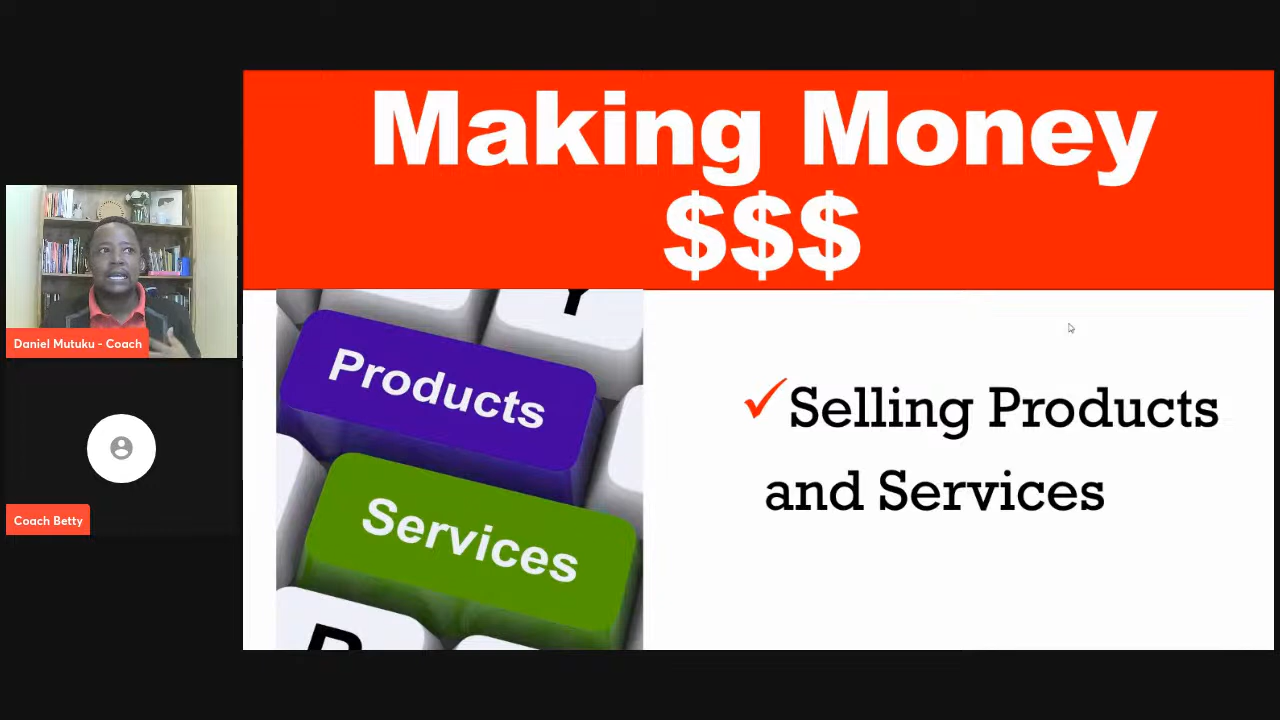 Making Money
$$$
Daniel Mutuku - Coach
Coach Betty
Y
Products
Services
✓Selling Products
and Services